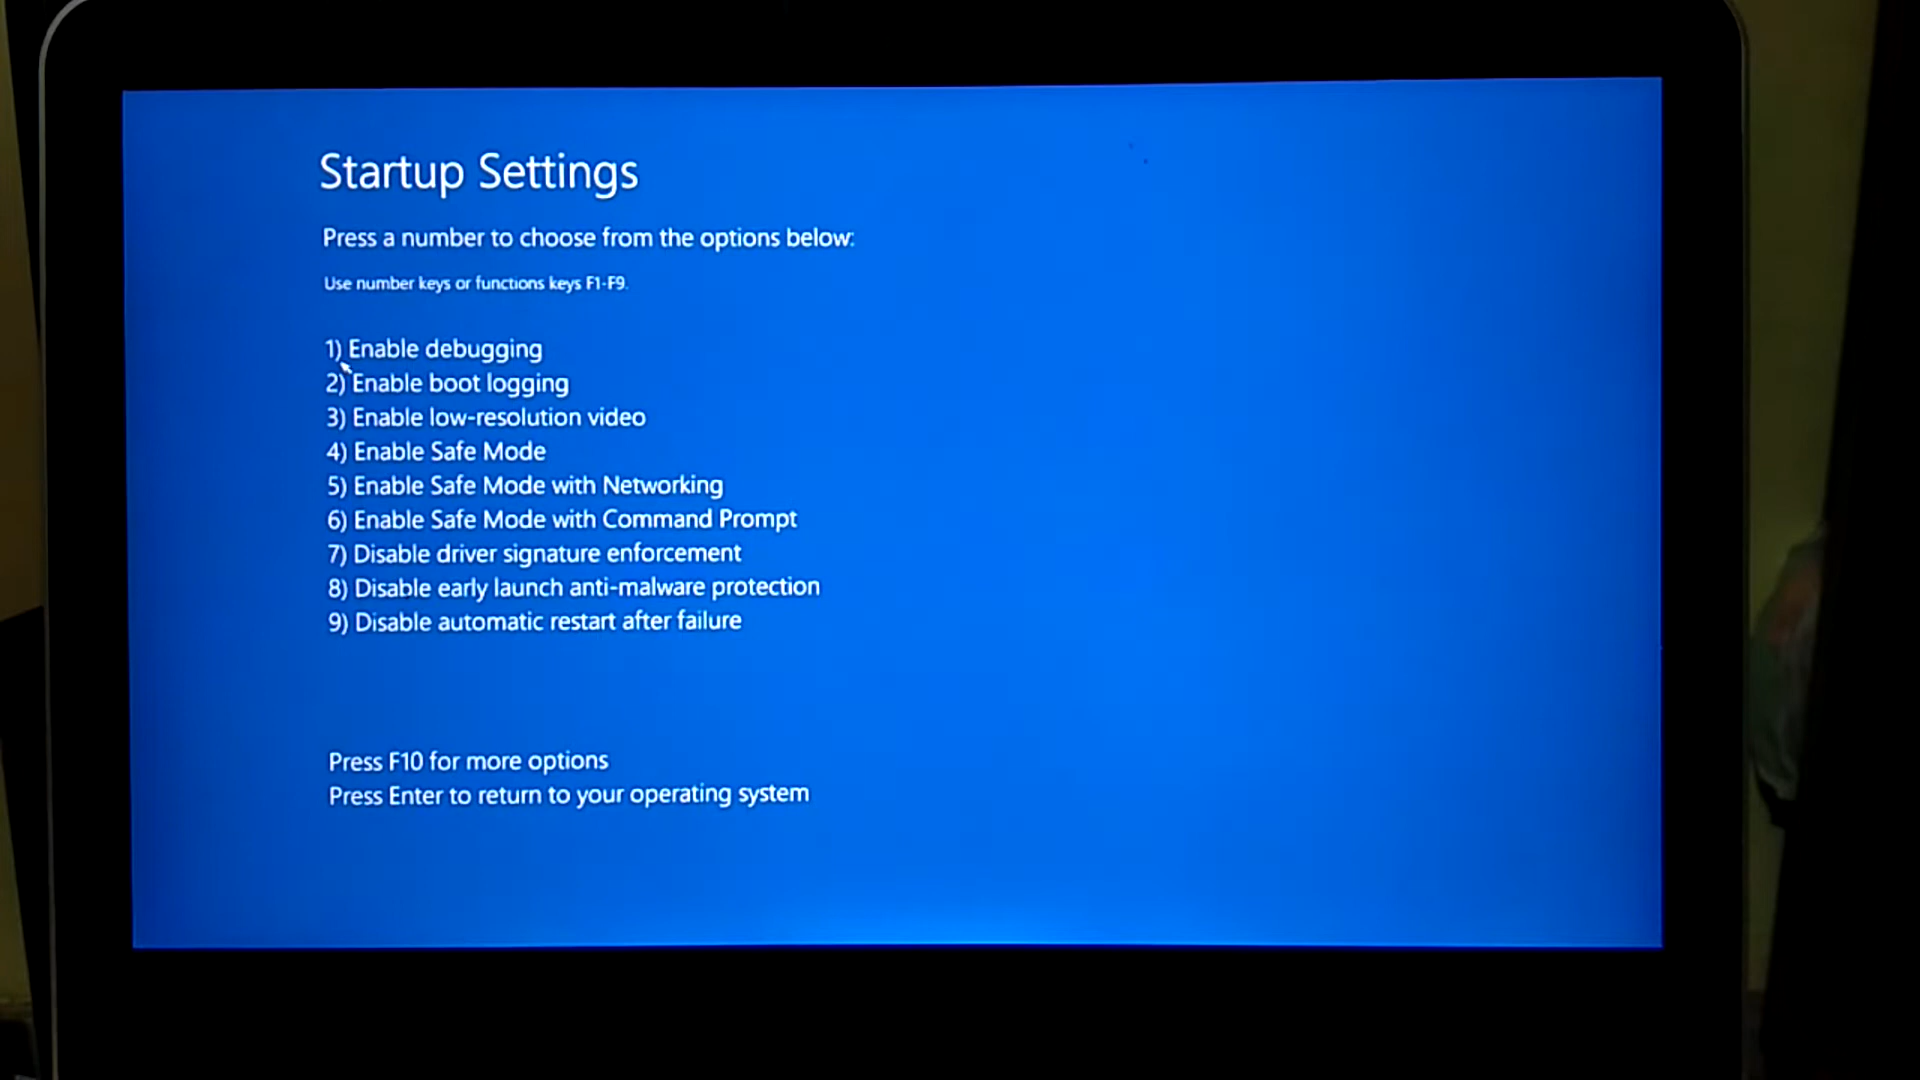 Startup Settings
Press a number to choose from the options below:
Use number keys or functions keys F1-F9.
1) Enable debugging
2) Enable boot logging
3) Enable low-resolution video
4) Enable Safe Mode
5) Enable Safe Mode with Networking
6) Enable Safe Mode with Command Prompt
7) Disable driver signature enforcement
8) Disable early launch anti-malware protection
9) Disable automatic restart after failure
Press F10 for more options
Press Enter to return to your operating system